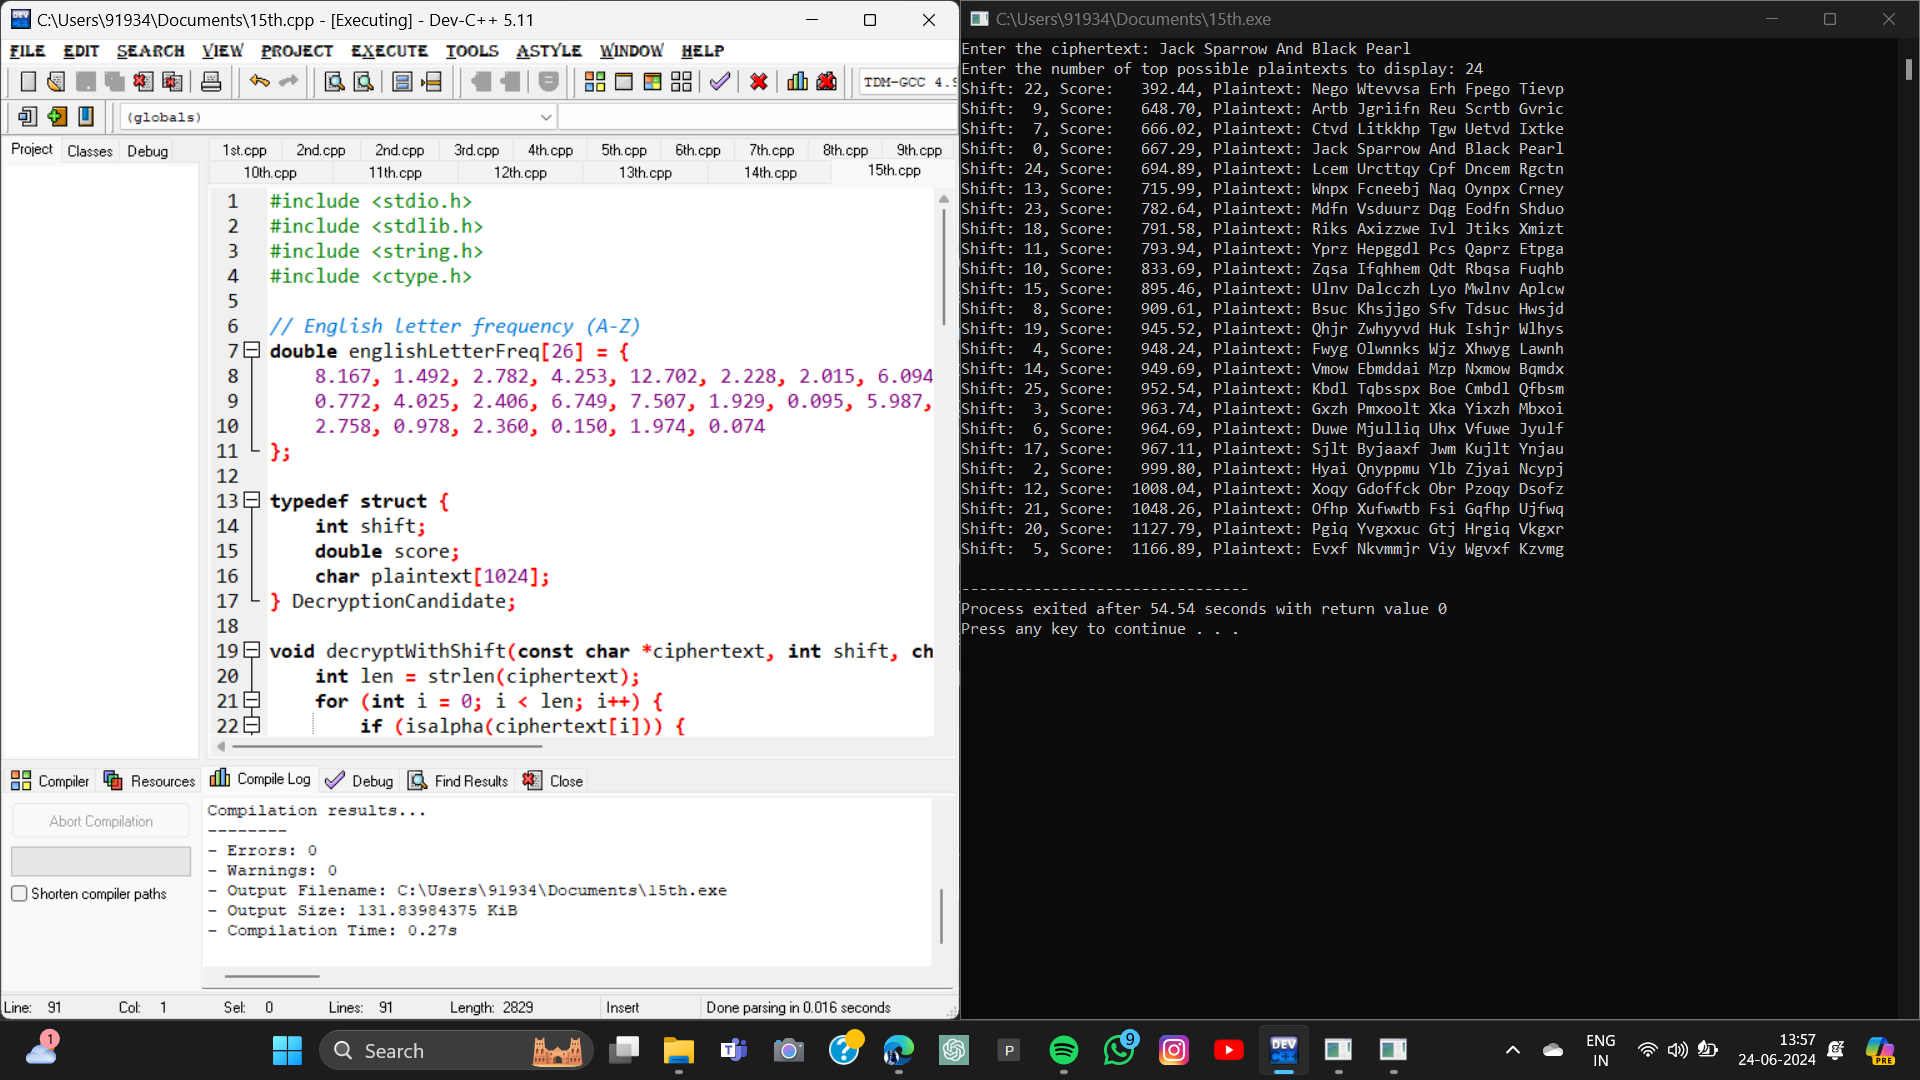 C:\Users\91934\Documents\15th.cpp - [Executing] - Dev-C++ 5.11
FILE EDIT SEARCH VIEW PROJECT EXECUTE TOOLS ASTYLE WINDOW HELP
TDM-GCC 4.9
(globals)
Project Classes Debug
1st.cpp 2nd.cpp 2nd.cpp 3rd.cpp 4th.cpp 5th.cpp 6th.cpp 7th.cpp 8th.cpp 9th.cpp
10th.cpp 11th.cpp 12th.cpp 13th.cpp 14th.cpp 15th.cpp
1 #include <stdio.h>
2 #include <stdlib.h>
3 #include <string.h>
4 #include <ctype.h>
5
6 // English letter frequency (A-Z)
7 double englishLetterFreq[26] = {
8 8.167, 1.492, 2.782, 4.253, 12.702, 2.228, 2.015, 6.094
9 0.772, 4.025, 2.406, 6.749, 7.507, 1.929, 0.095, 5.987,
10 2.758, 0.978, 2.360, 0.150, 1.974, 0.074
11 };
12
13 typedef struct {
14 int shift;
15 double score;
16 char plaintext[1024];
17 } DecryptionCandidate;
18
19 void decryptWithShift(const char *ciphertext, int shift, ch
20 int len = strlen(ciphertext);
21 for (int i = 0; i < len; i++) {
22 if (isalpha(ciphertext[i])) {
Compiler Resources Compile Log Debug Find Results Close
Abort Compilation
Shorten compiler paths
Compilation results...
--------
- Errors: 0
- Warnings: 0
- Output Filename: C:\Users\91934\Documents\15th.exe
- Output Size: 131.83984375 KiB
- Compilation Time: 0.27s
Line: 91 Col: 1 Sel: 0 Lines: 91 Length: 2829 Insert Done parsing in 0.016 seconds
C:\Users\91934\Documents\15th.exe
Enter the ciphertext: Jack Sparrow And Black Pearl
Enter the number of top possible plaintexts to display: 24
Shift: 22, Score: 392.44, Plaintext: Nego Wtevvsa Erh Fpego Tievp
Shift: 9, Score: 648.70, Plaintext: Artb Jgriifn Reu Scrtb Gvric
Shift: 7, Score: 666.02, Plaintext: Ctvd Litkkhp Tgw Uetvd Ixtke
Shift: 0, Score: 667.29, Plaintext: Jack Sparrow And Black Pearl
Shift: 24, Score: 694.89, Plaintext: Lcem Urcttqy Cpf Dncem Rgctn
Shift: 13, Score: 715.99, Plaintext: Wnpx Fcneebj Naq Oynpx Crney
Shift: 23, Score: 782.64, Plaintext: Mdfn Vsduurz Dqg Eodfn Shduo
Shift: 18, Score: 791.58, Plaintext: Riks Axizzwe Ivl Jtiks Xmizt
Shift: 11, Score: 793.94, Plaintext: Yprz Hepggdl Pcs Qaprz Etpga
Shift: 10, Score: 833.69, Plaintext: Zqsa Ifqhhem Qdt Rbqsa Fuqhb
Shift: 15, Score: 895.46, Plaintext: Ulnv Dalcczh Lyo Mwlnv Aplcw
Shift: 8, Score: 909.61, Plaintext: Bsuc Khsjjgo Sfv Tdsuc Hwsjd
Shift: 19, Score: 945.52, Plaintext: Qhjr Zwhyyvd Huk Ishjr Wlhys
Shift: 4, Score: 948.24, Plaintext: Fwyg Olwnnks Wjz Xhwyg Lawnh
Shift: 14, Score: 949.69, Plaintext: Vmow Ebmddai Mzp Nxmow Bqmdx
Shift: 25, Score: 952.54, Plaintext: Kbdl Tqbsspx Boe Cmbdl Qfbsm
Shift: 3, Score: 963.74, Plaintext: Gxzh Pmxoolt Xka Yixzh Mbxoi
Shift: 6, Score: 964.69, Plaintext: Duwe Mjulliq Uhx Vfuwe Jyulf
Shift: 17, Score: 967.11, Plaintext: Sjlt Byjaaxf Jwm Kujlt Ynjau
Shift: 2, Score: 999.80, Plaintext: Hyai Qnyppmu Ylb Zjyai Ncypj
Shift: 12, Score: 1008.04, Plaintext: Xoqy Gdoffck Obr Pzoqy Dsofz
Shift: 21, Score: 1048.26, Plaintext: Ofhp Xufwwtb Fsi Gqfhp Ujfwq
Shift: 20, Score: 1127.79, Plaintext: Pgiq Yvgxxuc Gtj Hrgiq Vkgxr
Shift: 5, Score: 1166.89, Plaintext: Evxf Nkvmmjr Viy Wgvxf Kzvmg
--------------------------------
Process exited after 54.54 seconds with return value 0
Press any key to continue . . .
1 Search P 9 DEV ENG IN 13:57 24-06-2024 PRE